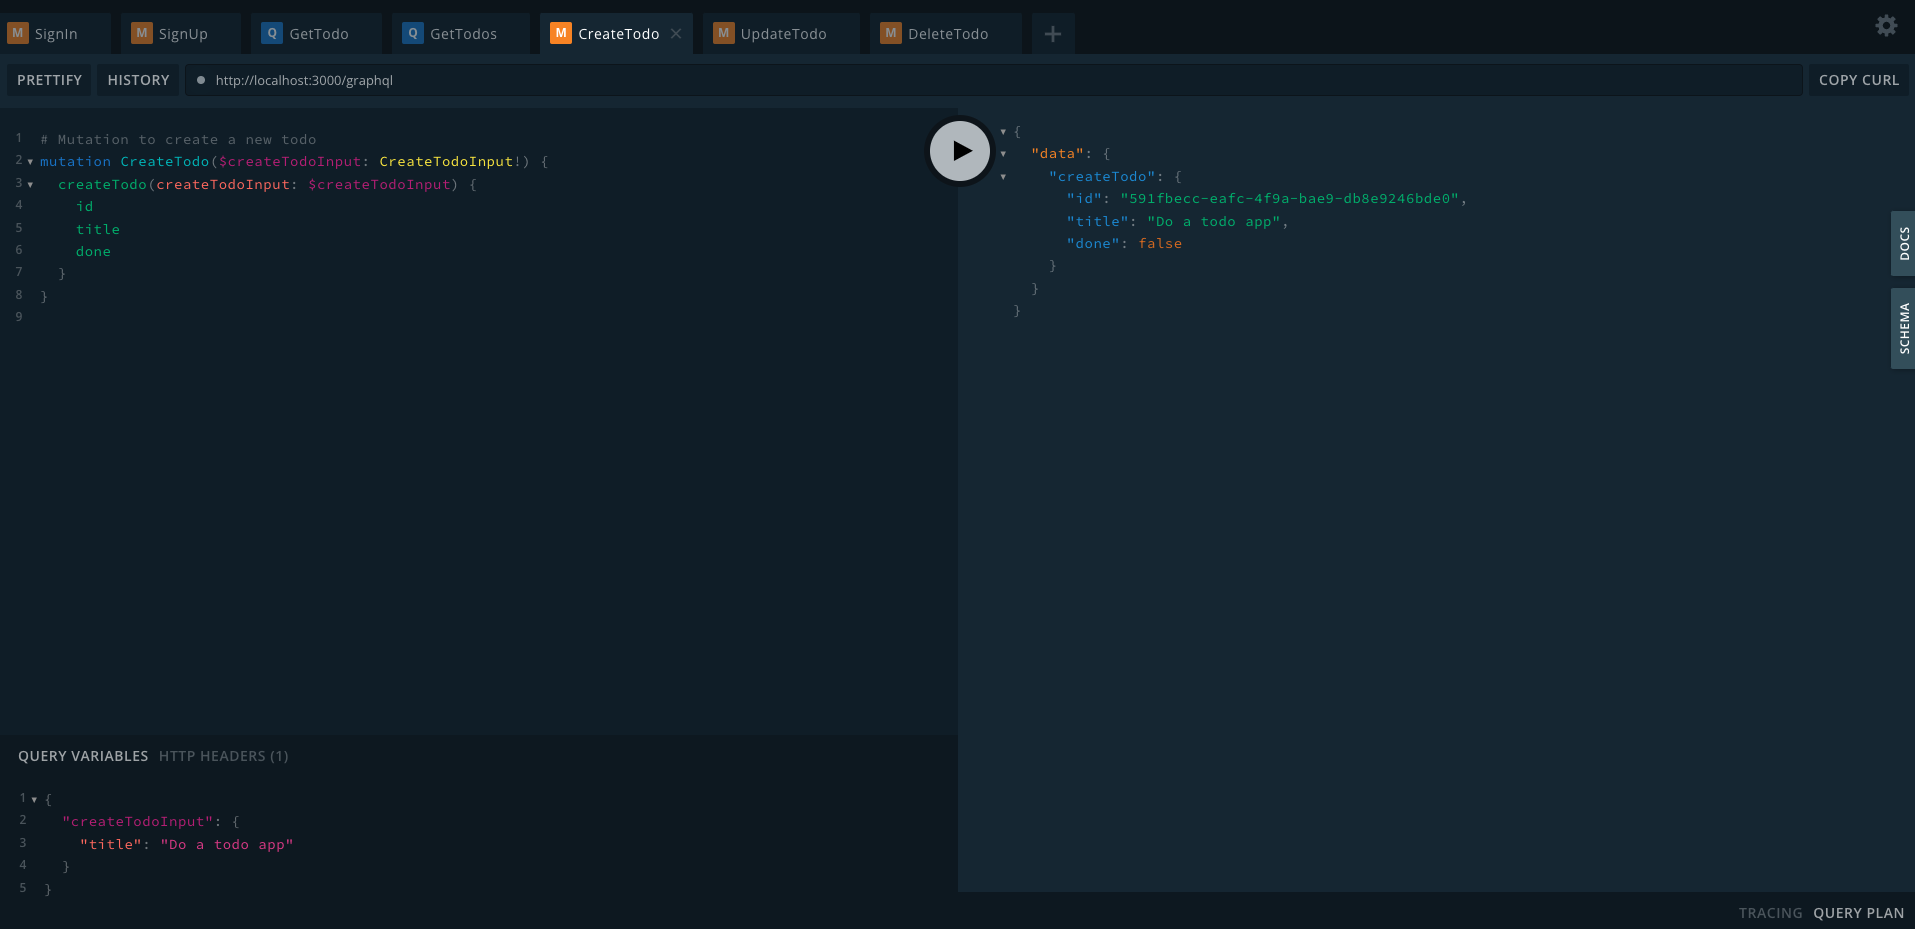 M SignIn M SignUp Q GetTodo Q GetTodos M CreateTodo M UpdateTodo M DeleteTodo
PRETTIFY HISTORY http://localhost:3000/graphql COPY CURL
1 # Mutation to create a new todo
2 mutation CreateTodo($createTodoInput: CreateTodoInput!) {
3 createTodo(createTodoInput: $createTodoInput) {
4 id
5 title
6 done
7 }
8 }
9
{
"data": {
"createTodo": {
"id": "591fbecc-eafc-4f9a-bae9-db8e9246bde0",
"title": "Do a todo app",
"done": false
}
}
}
DOCS
SCHEMA
QUERY VARIABLES HTTP HEADERS (1)
1 {
2 "createTodoInput": {
3 "title": "Do a todo app"
4 }
5 }
TRACING QUERY PLAN